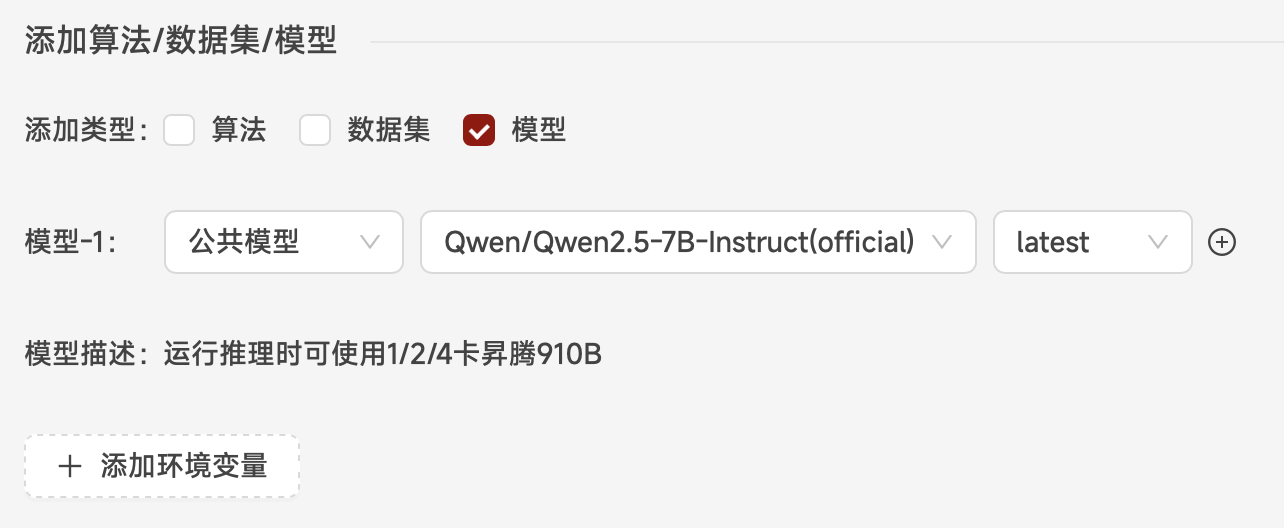 添加算法/数据集/模型
添加类型： 算法 数据集 模型
模型-1： 公共模型 Qwen/Qwen2.5-7B-Instruct(official) latest
模型描述：运行推理时可使用1/2/4卡昇腾910B
+ 添加环境变量